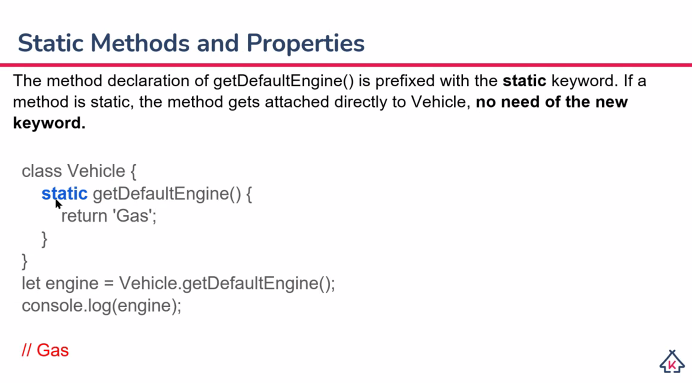 Static Methods and Properties
The method declaration of getDefaultEngine() is prefixed with the static keyword. If a
method is static, the method gets attached directly to Vehicle, no need of the new
keyword.
class Vehicle {
static getDefaultEngine() {
return 'Gas';
}
}
let engine = Vehicle.getDefaultEngine();
console.log(engine);
// Gas
K